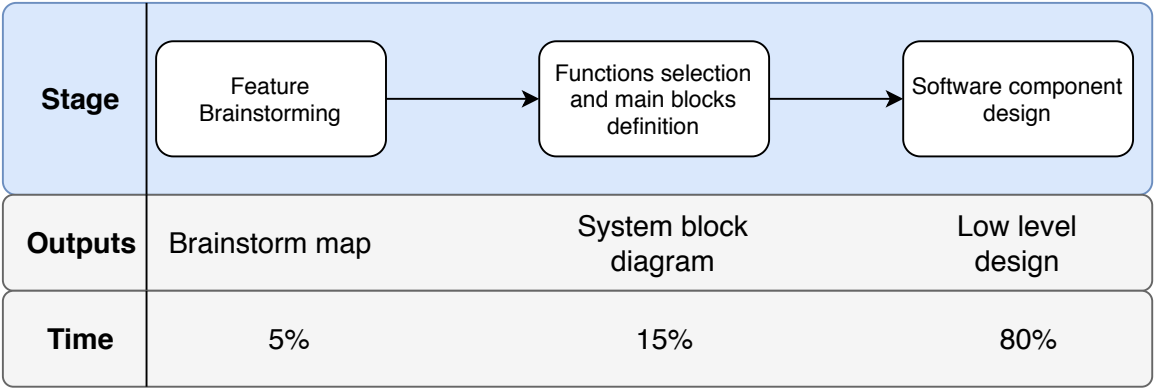 Stage
Feature
Brainstorming
Functions selection
and main blocks
definition
Software component
design
Outputs
Brainstorm map
System block
diagram
Low level
design
Time
5%
15%
80%